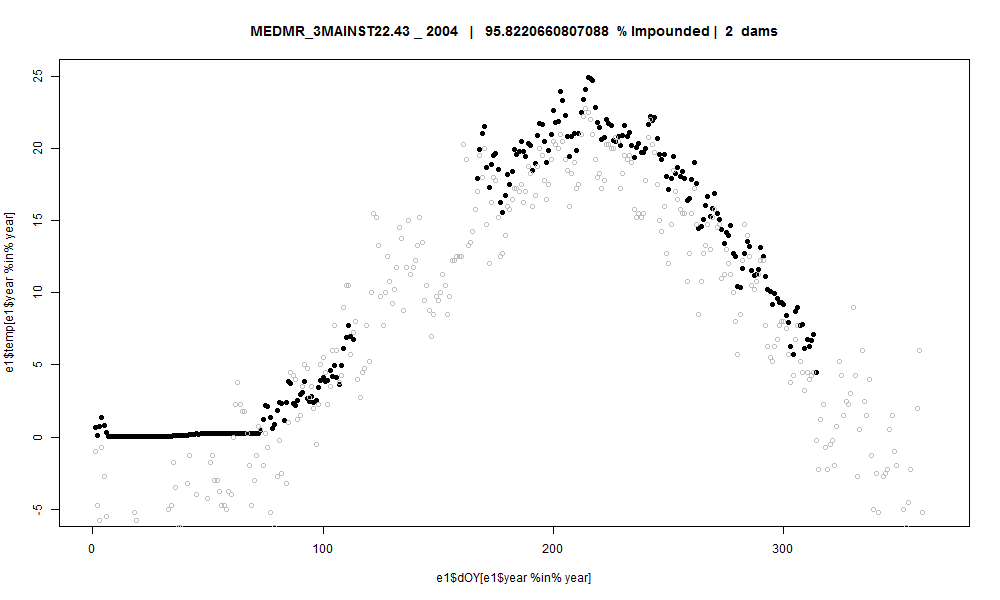 MEDMR_3MAINST22.43 _ 2004 | 95.8220660807088 % Impounded | 2 dams
25
20
15
10
5
0
-5
e1$temp[e1$year %in% year]
0 100 200 300
e1$dOY[e1$year %in% year]